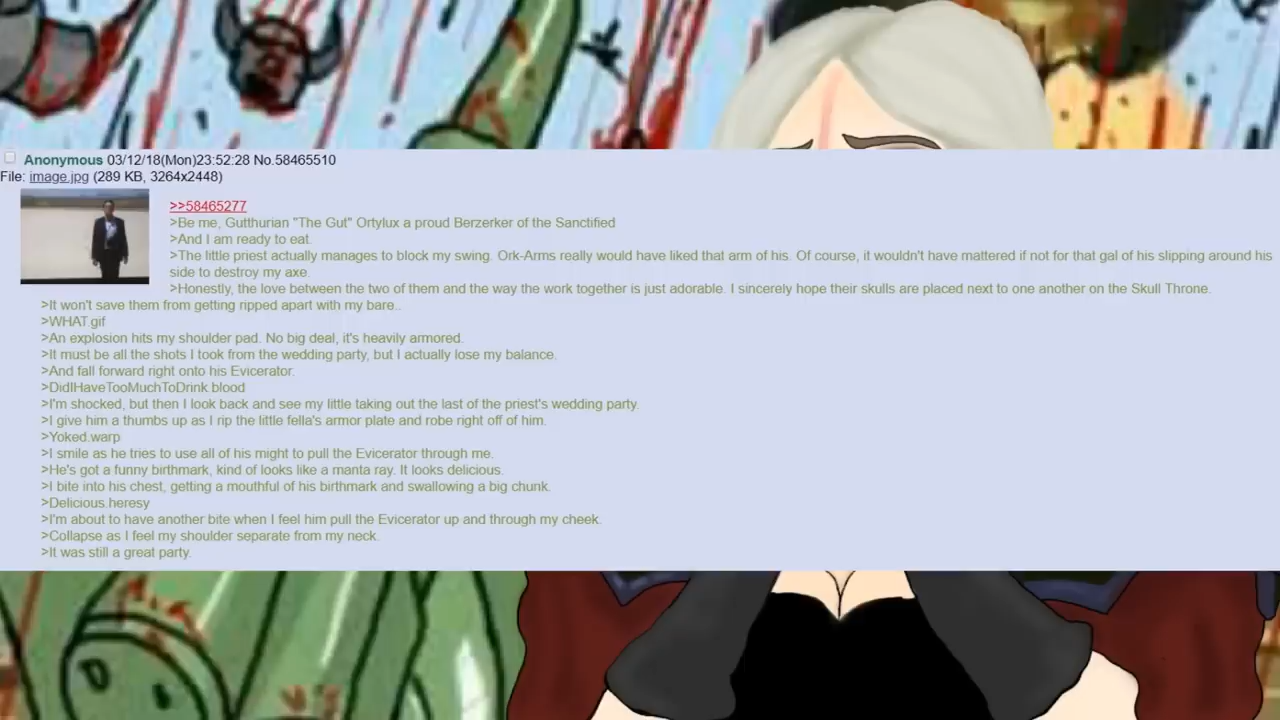 Anonymous 03/12/18(Mon)23:52:28 No.58465510
File: image.jpg (289 KB, 3264x2448)
>>58465277
>Be me, Gutthurian "The Gut" Ortylux a proud Berzerker of the Sanctified
>And I am ready to eat.
>The little priest actually manages to block my swing. Ork-Arms really would have liked that arm of his. Of course, it wouldn't have mattered if not for that gal of his slipping around his
side to destroy my axe.
>Honestly, the love between the two of them and the way the work together is just adorable. I sincerely hope their skulls are placed next to one another on the Skull Throne.
>It won't save them from getting ripped apart with my bare..
>WHAT.gif
>An explosion hits my shoulder pad. No big deal, it's heavily armored.
>It must be all the shots I took from the wedding party, but I actually lose my balance.
>And fall forward right onto his Evicerator.
>DidIHaveTooMuchToDrink.blood
>I'm shocked, but then I look back and see my little taking out the last of the priest's wedding party.
>I give him a thumbs up as I rip the little fella's armor plate and robe right off of him.
>Yoked.warp
>I smile as he tries to use all of his might to pull the Evicerator through me.
>He's got a funny birthmark, kind of looks like a manta ray. It looks delicious.
>I bite into his chest, getting a mouthful of his birthmark and swallowing a big chunk.
>Delicious.heresy
>I'm about to have another bite when I feel him pull the Evicerator up and through my cheek.
>Collapse as I feel my shoulder separate from my neck.
>It was still a great party.